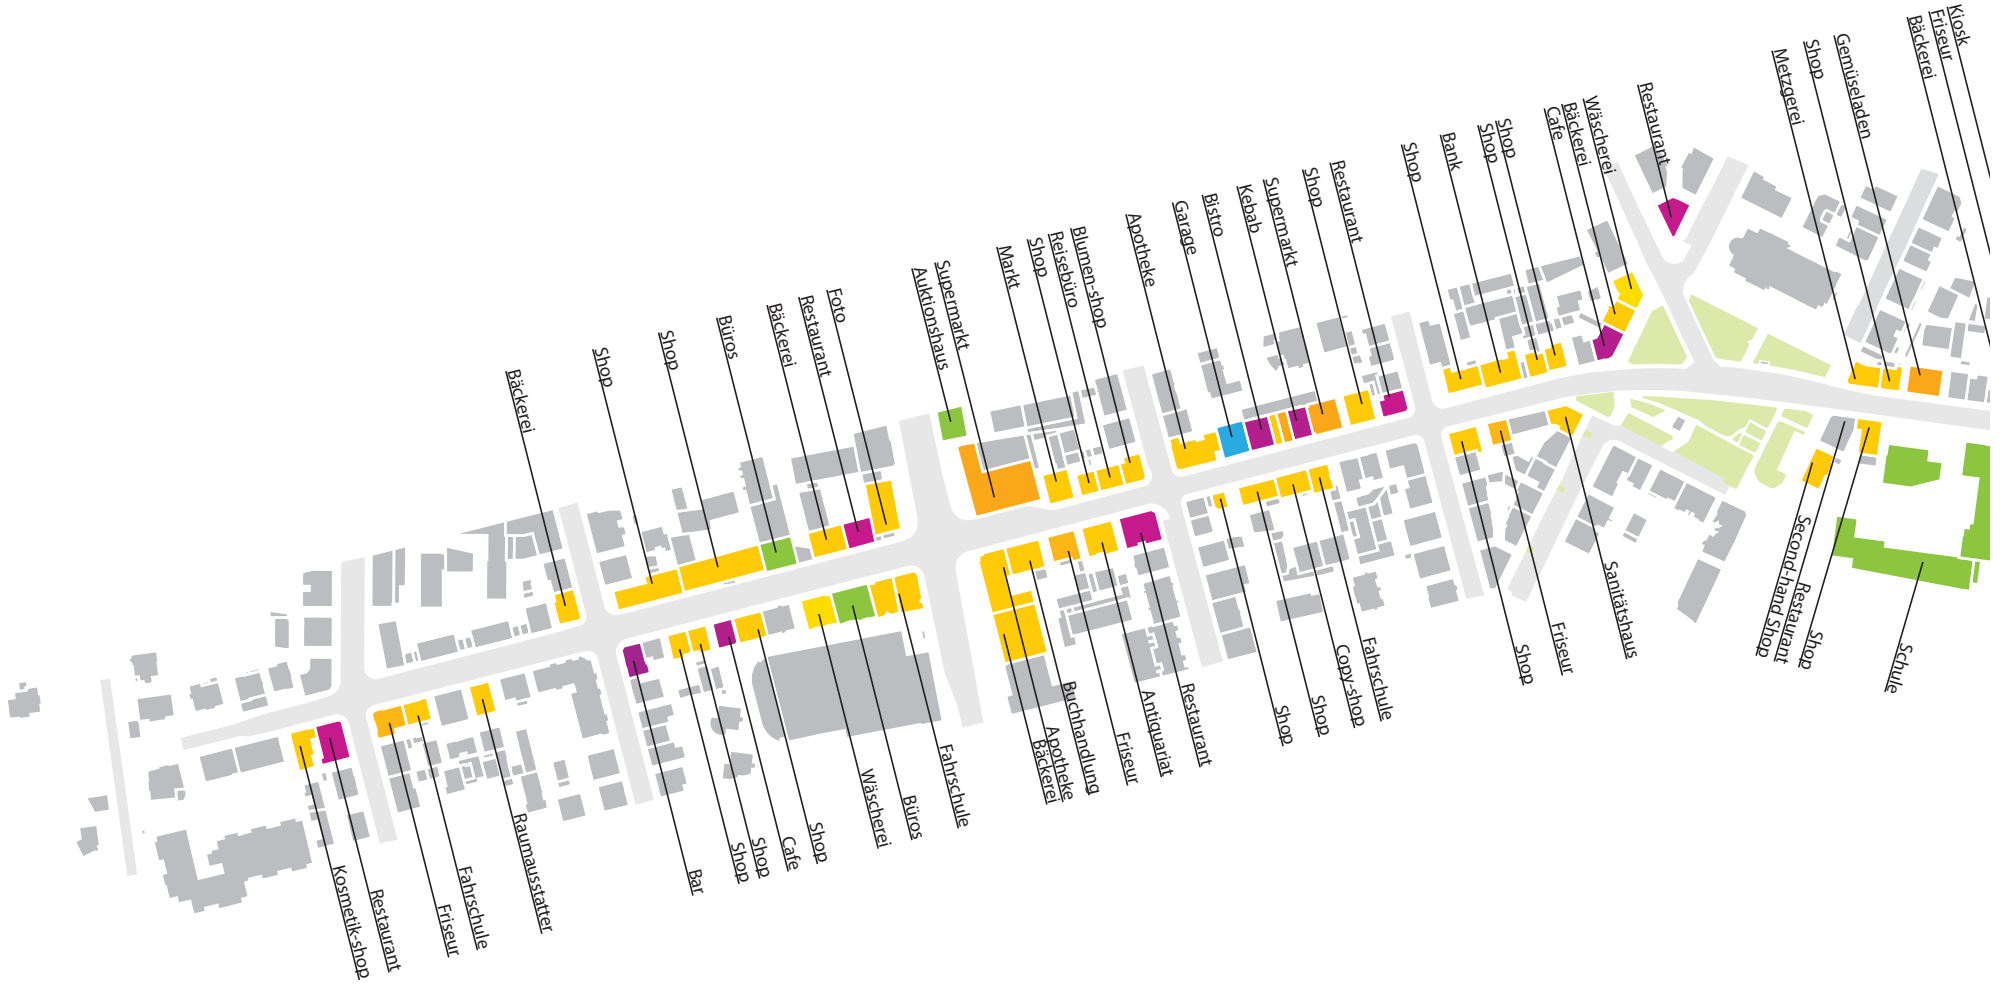 Bäckerei
Shop
Shop
Büros
Bäckerei
Restaurant
Foto
Auktionshaus
Supermarkt
Markt
Shop
Reisebüro
Blumen-shop
Apotheke
Garage
Bistro
Kebab
Supermarkt
Shop
Restaurant
Shop
Bank
Shop
Shop
Cafe
Bäckerei
Wäscherei
Restaurant
Metzgerei
Shop
Gemüseladen
Bäckerei
Friseur
Kiosk
Kosmetik-shop
Restaurant
Friseur
Fahrschule
Raumausstatter
Bar
Shop
Shop
Cafe
Shop
Wäscherei
Büros
Fahrschule
Bäckerei
Apotheke
Buchhandlung
Friseur
Antiquariat
Restaurant
Shop
Shop
Copy-shop
Fahrschule
Shop
Friseur
Sanitätshaus
Second-hand Shop
Restaurant
Shop
Schule